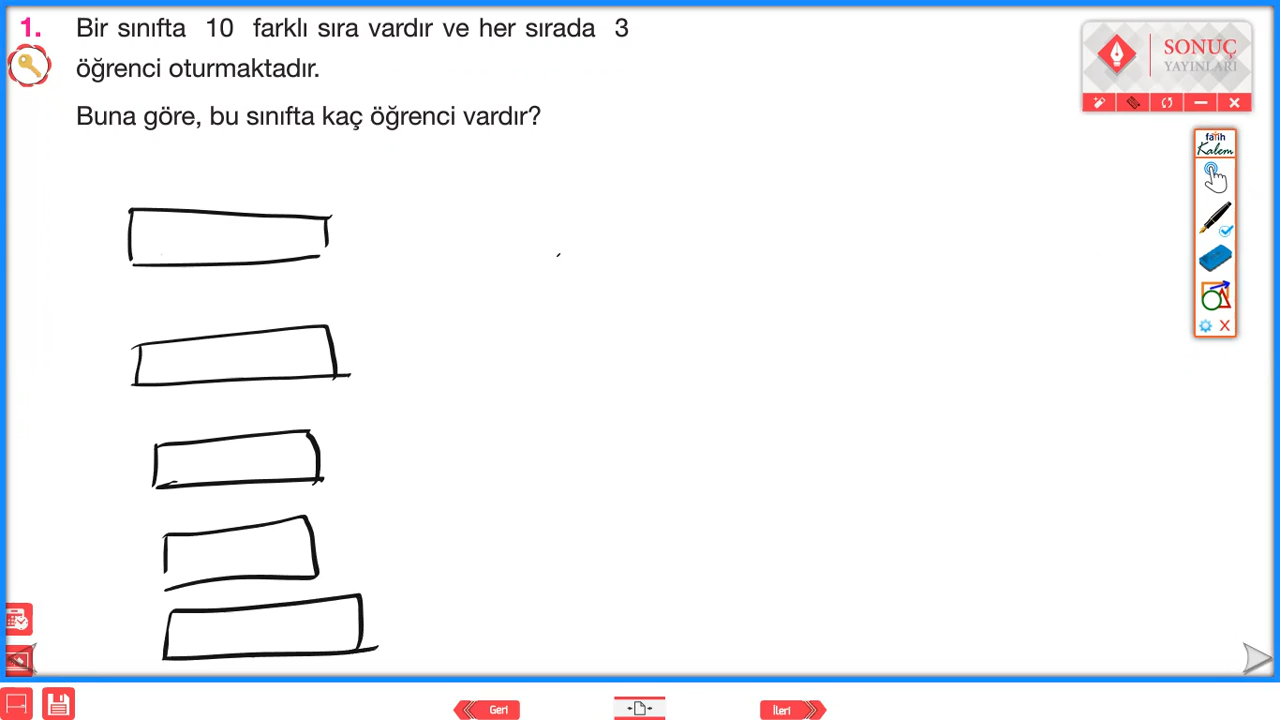 1. Bir sınıfta 10 farklı sıra vardır ve her sırada 3
öğrenci oturmaktadır.
Buna göre, bu sınıfta kaç öğrenci vardır?
SONUÇ
YAYINLARI
fatih
Kalem
Geri
İleri